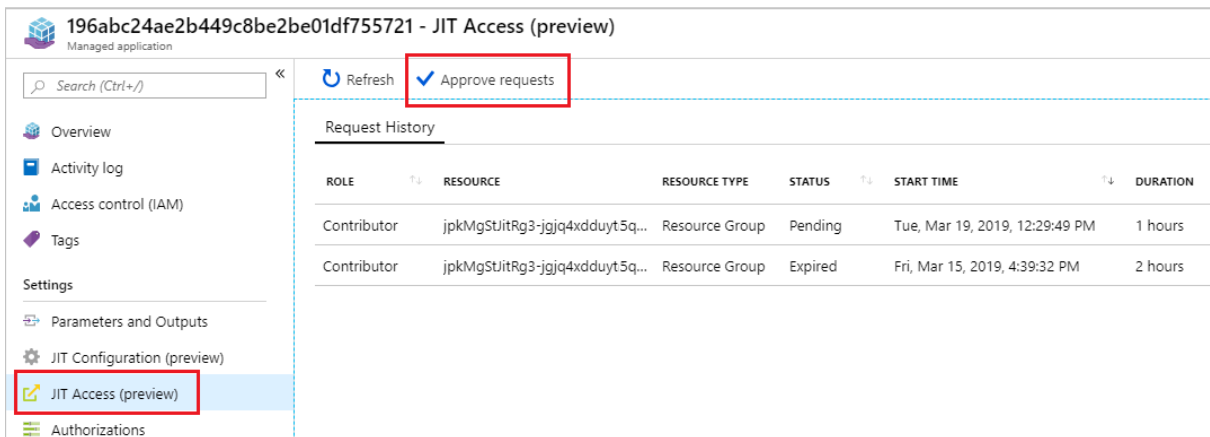 196abc24ae2b449c8be2be01df755721 - JIT Access (preview)
Managed application
Search (Ctrl+/)
«
Overview
Activity log
Access control (IAM)
Tags
Settings
Parameters and Outputs
JIT Configuration (preview)
JIT Access (preview)
Authorizations
Refresh
Approve requests
Request History
ROLE RESOURCE RESOURCE TYPE STATUS START TIME DURATION
Contributor jpkMgStJitRg3-jgjq4xdduyt5q... Resource Group Pending Tue, Mar 19, 2019, 12:29:49 PM 1 hours
Contributor jpkMgStJitRg3-jgjq4xdduyt5q... Resource Group Expired Fri, Mar 15, 2019, 4:39:32 PM 2 hours